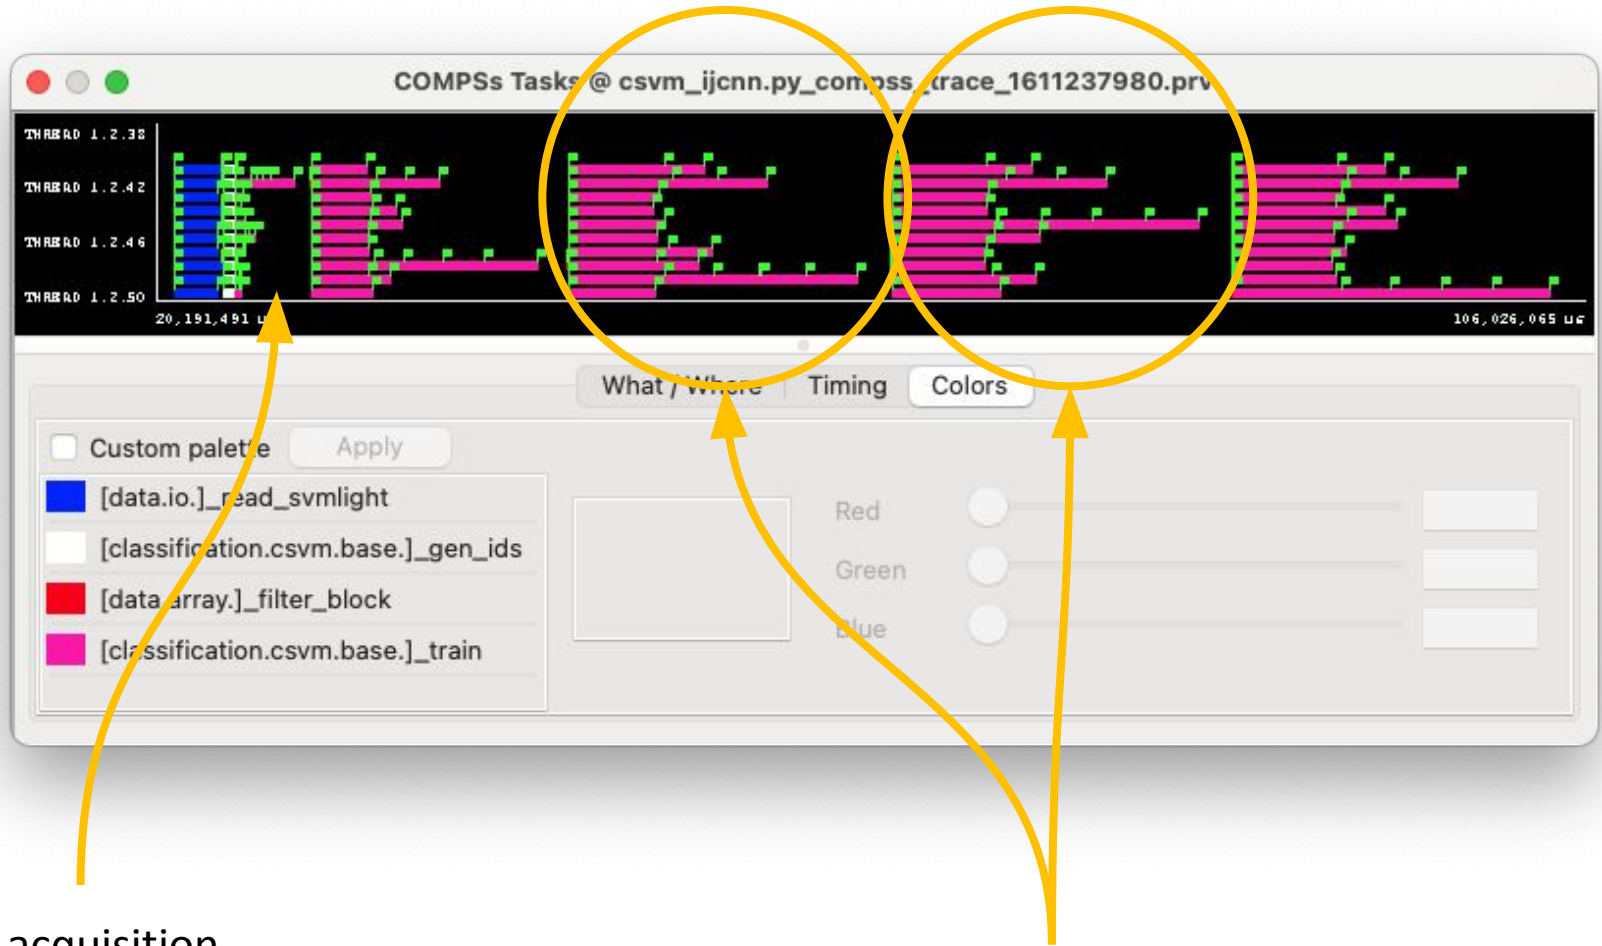 COMPSs Tasks @ csvm_ijcnn.py_compss_trace_1611237980.prv
THREAD 1.2.38
THREAD 1.2.42
THREAD 1.2.46
THREAD 1.2.50
20,191,491 us
106,026,065 us
What / Where Timing Colors
Custom palette Apply
[data.io.]_read_svmlight
[classification.csvm.base.]_gen_ids
[data.array.]_filter_block
[classification.csvm.base.]_train
Red
Green
Blue
acquisition